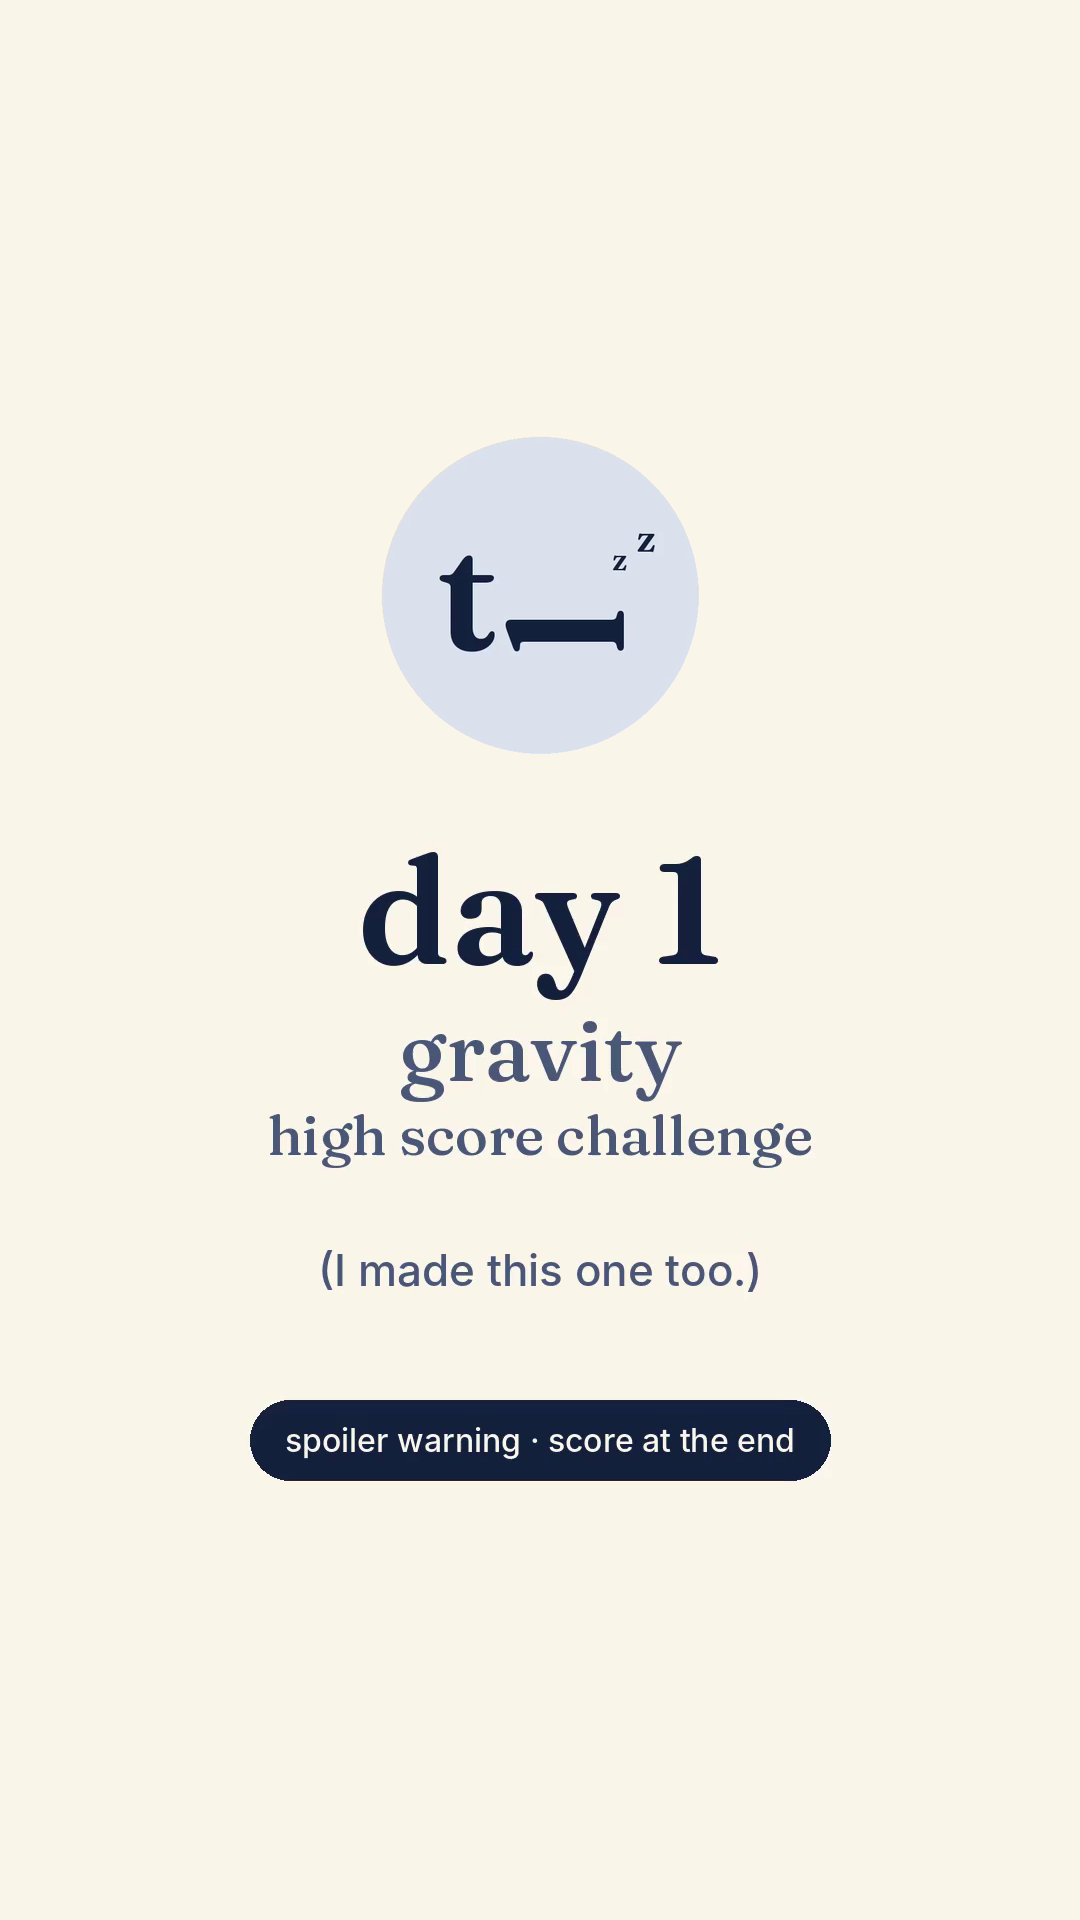 z
z
t
day 1
gravity
high score challenge
(I made this one too.)
spoiler warning · score at the end